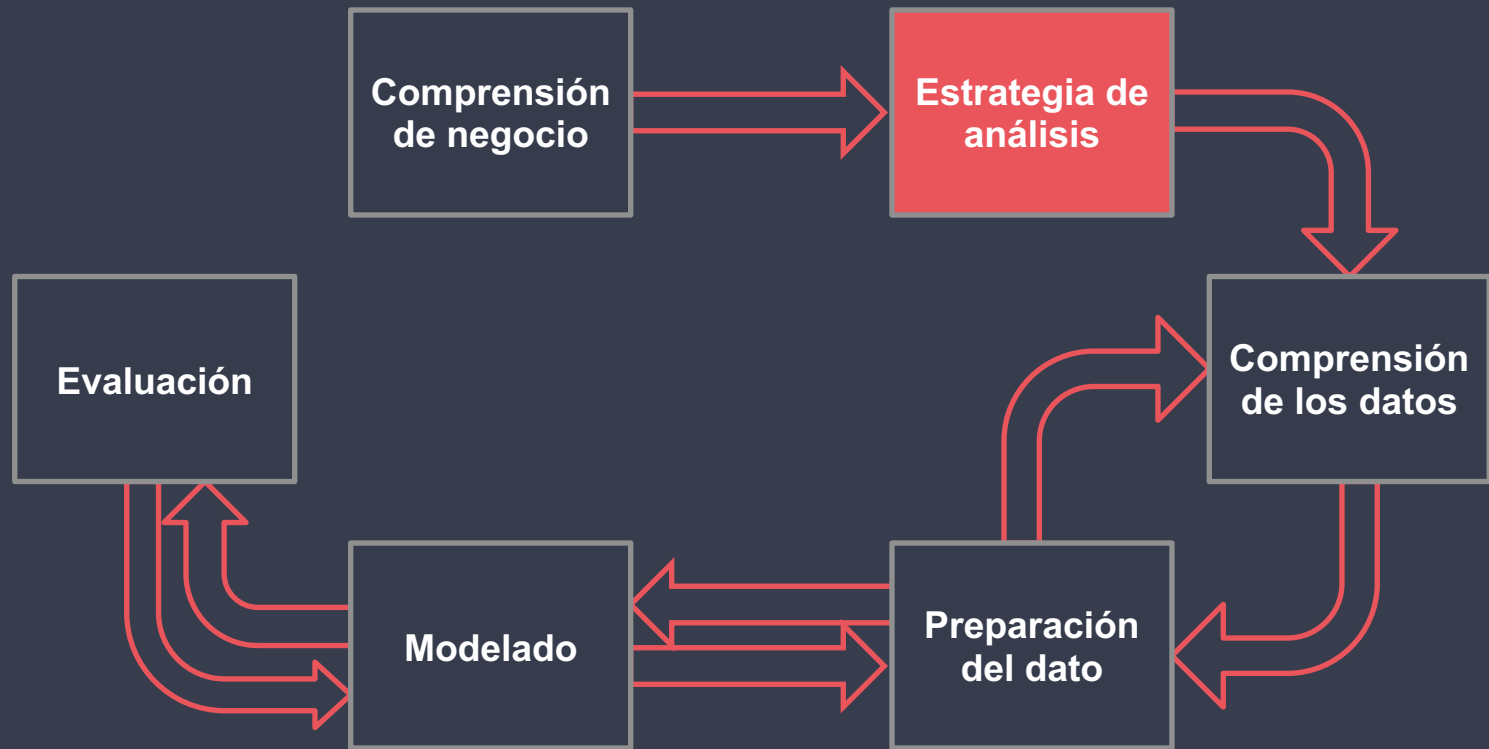 Comprensión
de negocio
Estrategia de
análisis
Comprensión
de los datos
Preparación
del dato
Modelado
Evaluación